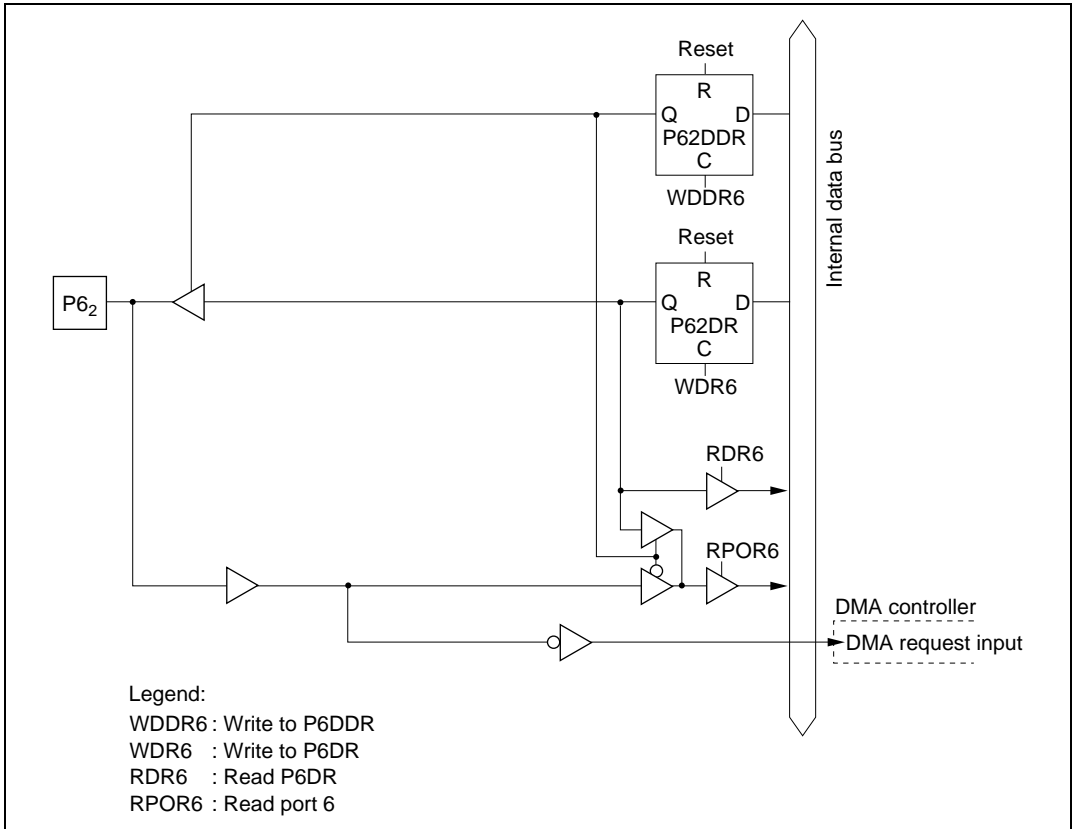 Reset
R
Q D
P62DDR
C
WDDR6
Reset
R
Q D
P62DR
C
WDR6
P6₂
Internal data bus
RDR6
RPOR6
DMA controller
DMA request input
Legend:
WDDR6 : Write to P6DDR
WDR6 : Write to P6DR
RDR6 : Read P6DR
RPOR6 : Read port 6